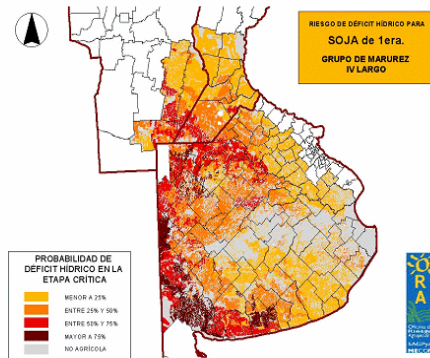 RIESGO DE DÉFICIT HÍDRICO PARA
SOJA de 1era.
GRUPO DE MARUREZ
IV LARGO
PROBABILIDAD DE
DÉFICIT HÍDRICO EN LA
ETAPA CRÍTICA
MENOR A 25%
ENTRE 25% Y 50%
ENTRE 50% Y 75%
MAYOR A 75%
NO AGRÍCOLA
O
R
A